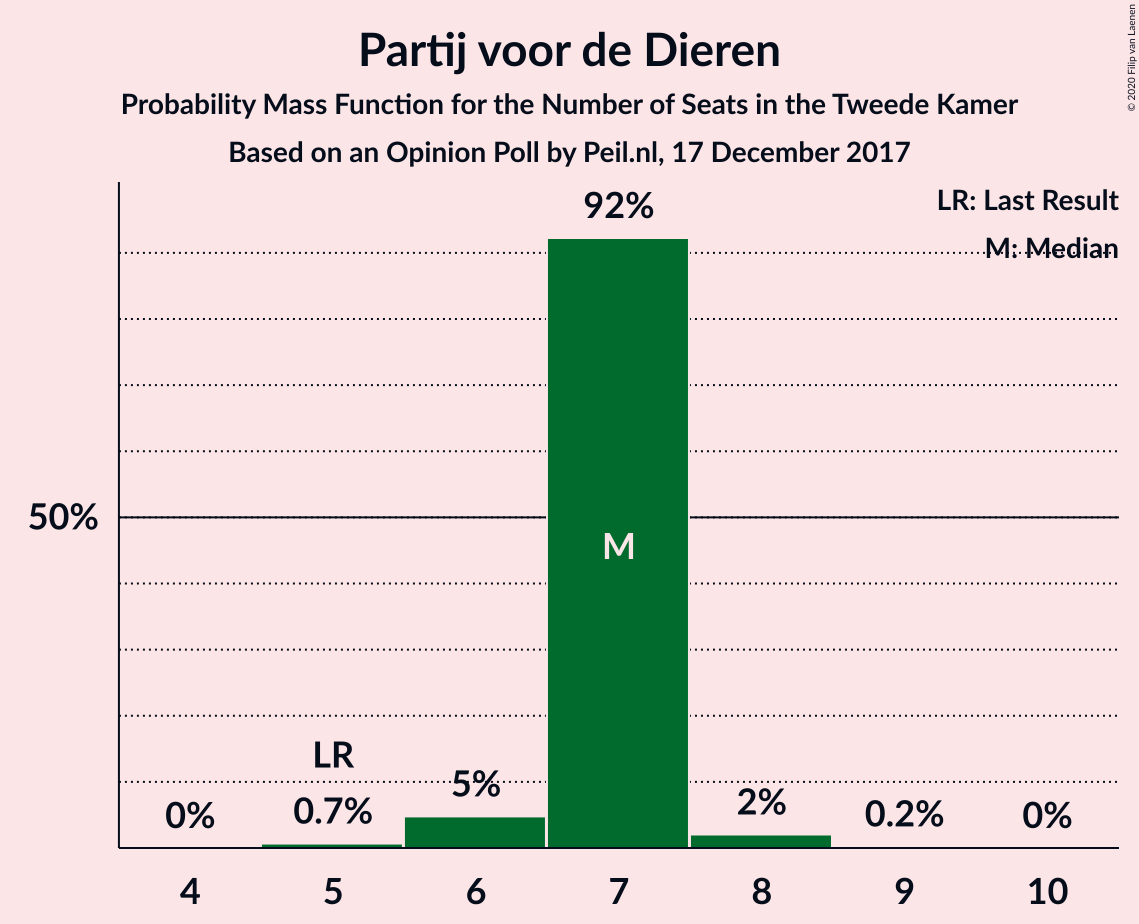 Partij voor de Dieren
Probability Mass Function for the Number of Seats in the Tweede Kamer
Based on an Opinion Poll by Peil.nl, 17 December 2017
© 2020 Filip van Laenen
LR: Last Result
M: Median
92%
50%
M
LR
0%
0.7%
5%
2%
0.2%
0%
4 5 6 7 8 9 10